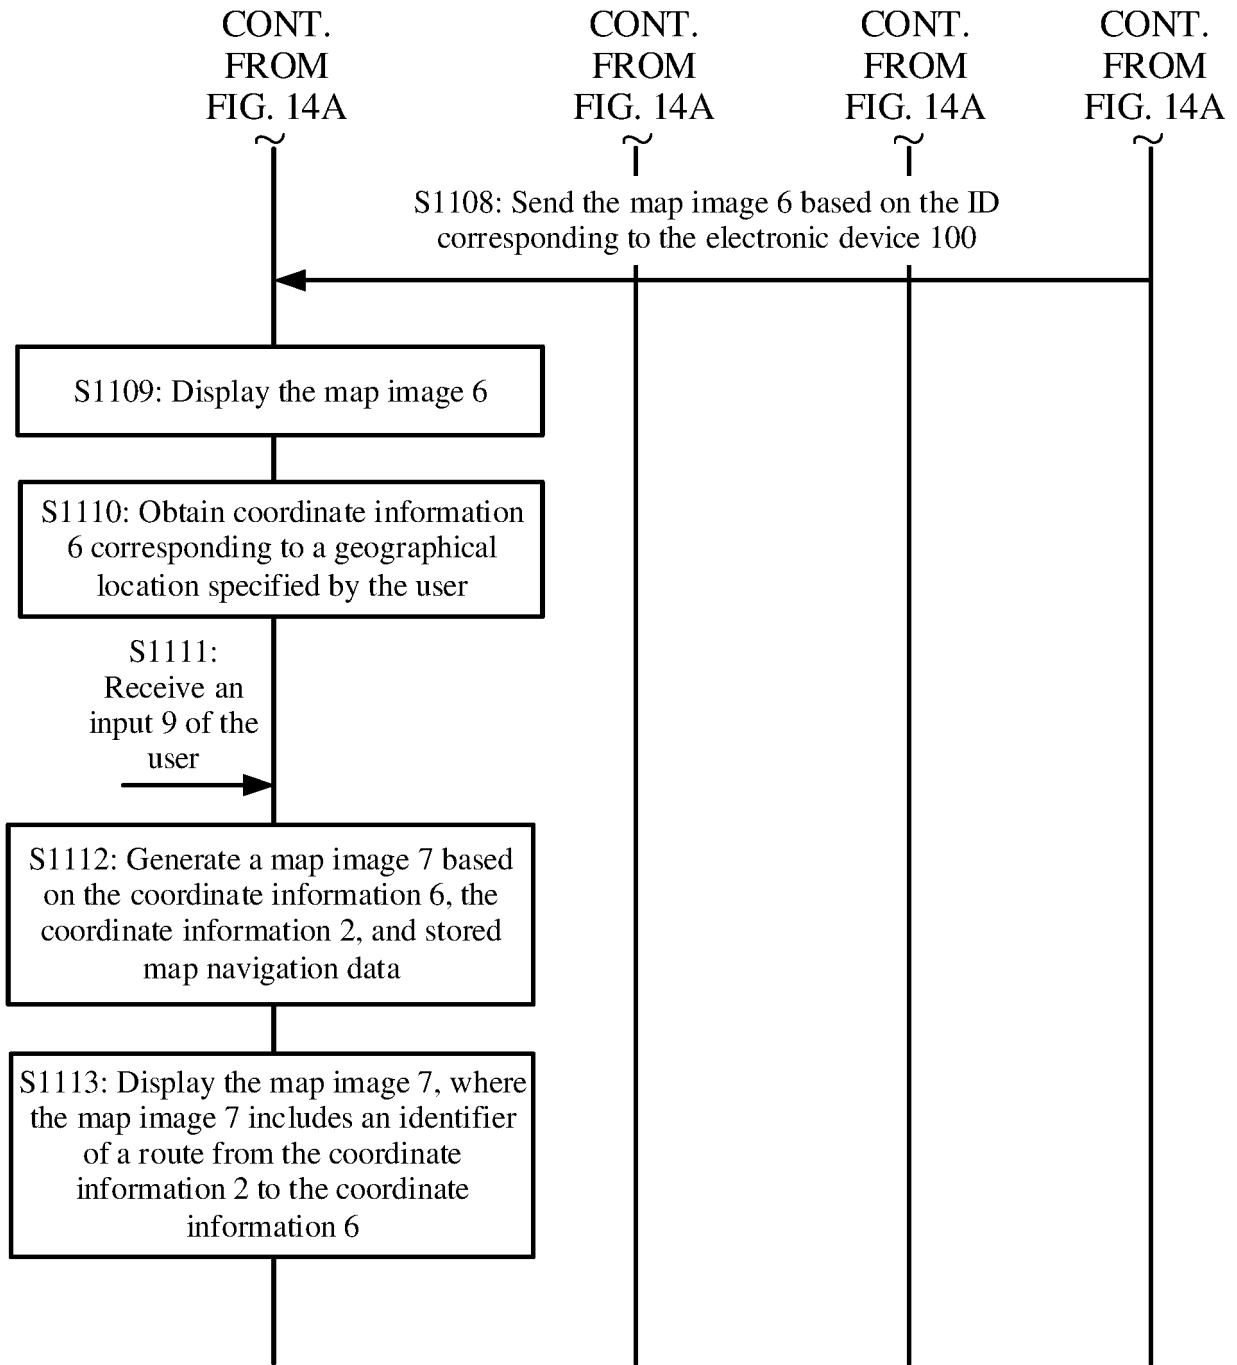 CONT.
FROM
FIG. 14A
CONT.
FROM
FIG. 14A
CONT.
FROM
FIG. 14A
CONT.
FROM
FIG. 14A
S1108: Send the map image 6 based on the ID
corresponding to the electronic device 100
S1109: Display the map image 6
S1110: Obtain coordinate information
6 corresponding to a geographical
location specified by the user
S1111:
Receive an
input 9 of the
user
S1112: Generate a map image 7 based
on the coordinate information 6, the
coordinate information 2, and stored
map navigation data
S1113: Display the map image 7, where
the map image 7 includes an identifier
of a route from the coordinate
information 2 to the coordinate
information 6